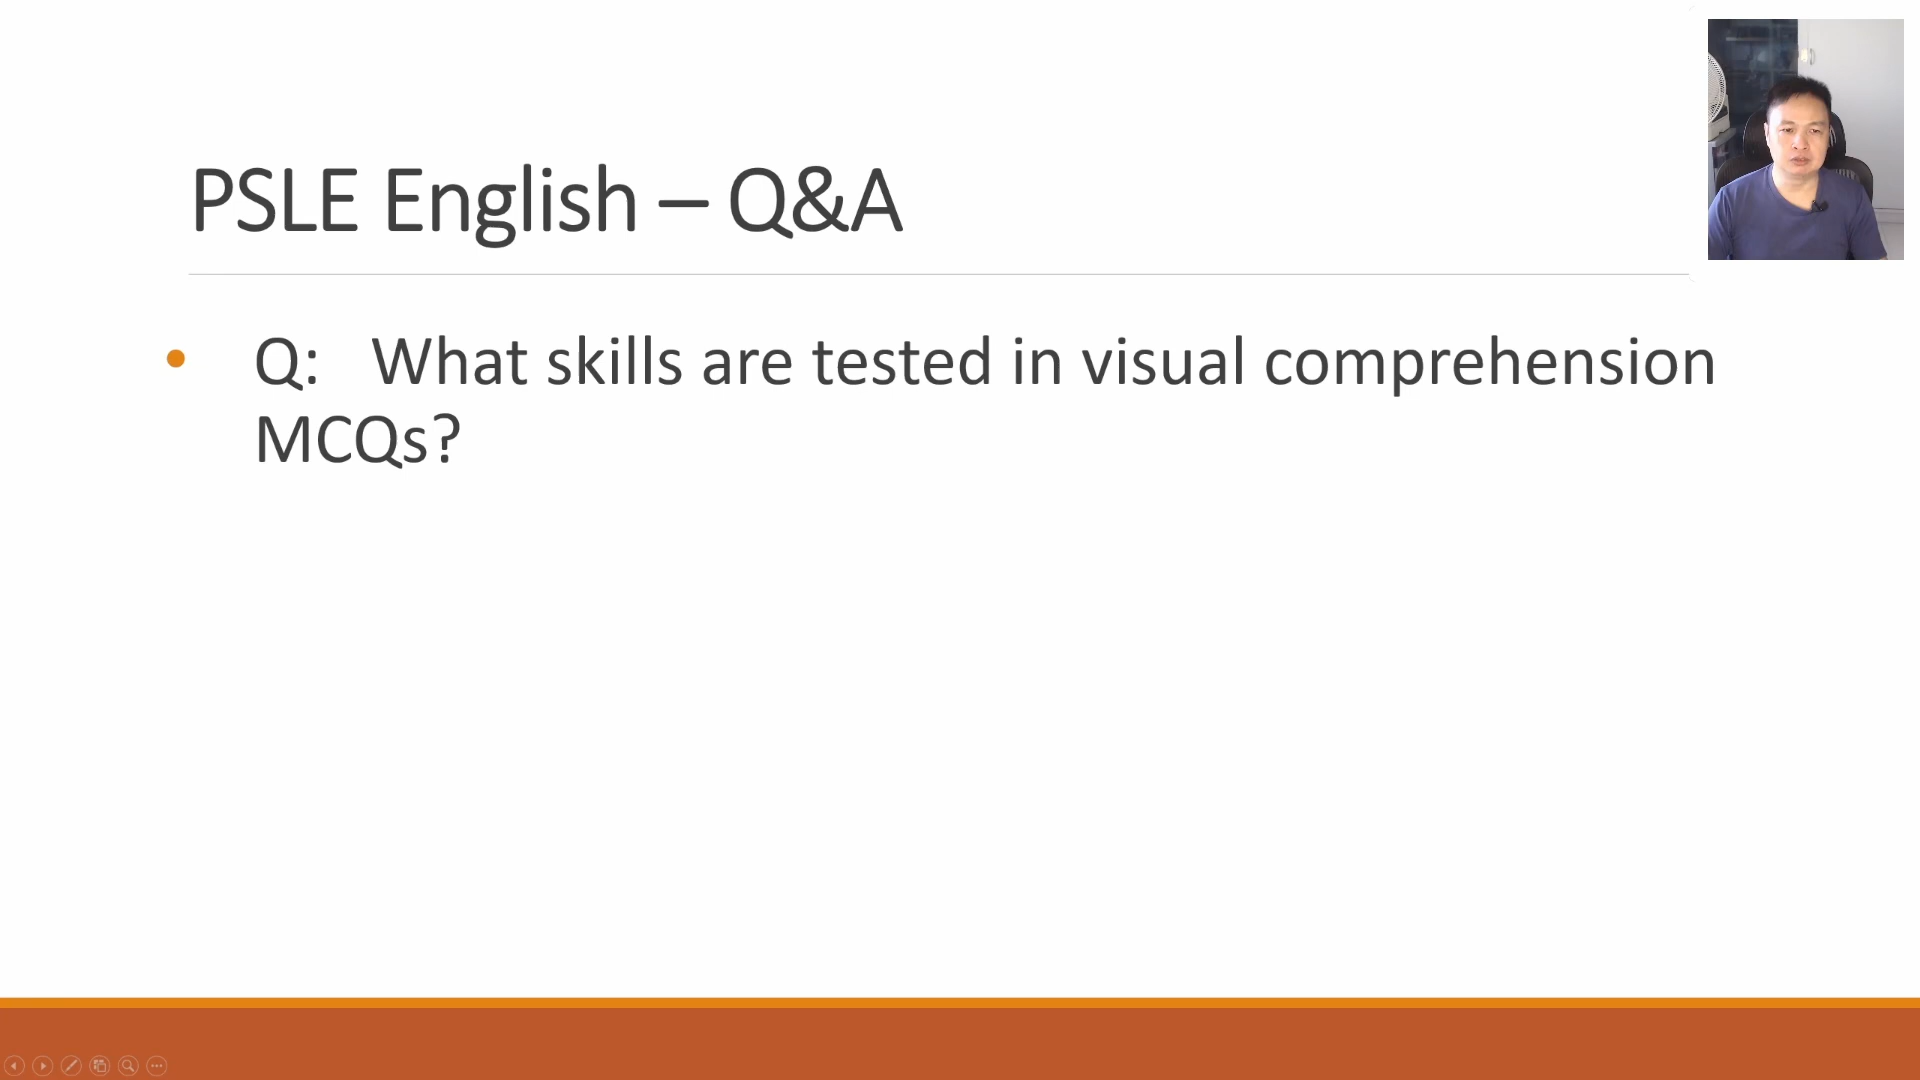 PSLE English – Q&A
Q: What skills are tested in visual comprehension
MCQs?